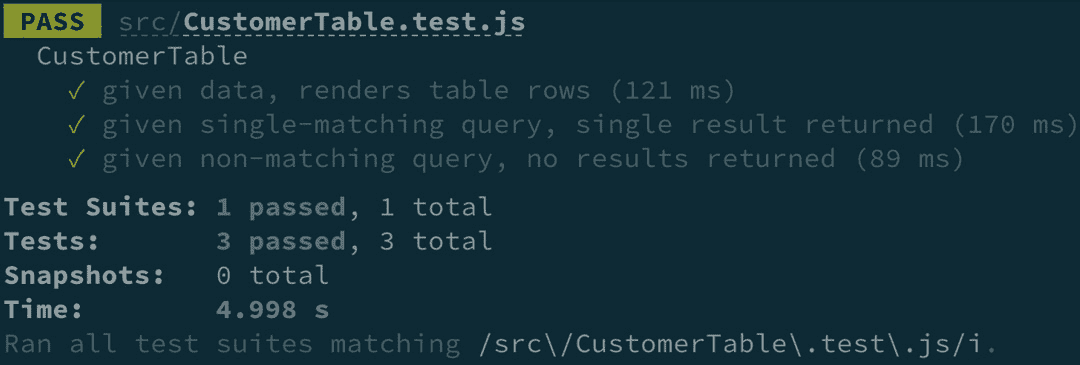 PASS src/CustomerTable.test.js
CustomerTable
✓ given data, renders table rows (121 ms)
✓ given single-matching query, single result returned (170 ms)
✓ given non-matching query, no results returned (89 ms)
Test Suites: 1 passed, 1 total
Tests: 3 passed, 3 total
Snapshots: 0 total
Time: 4.998 s
Ran all test suites matching /src\/CustomerTable\.test\.js/i.